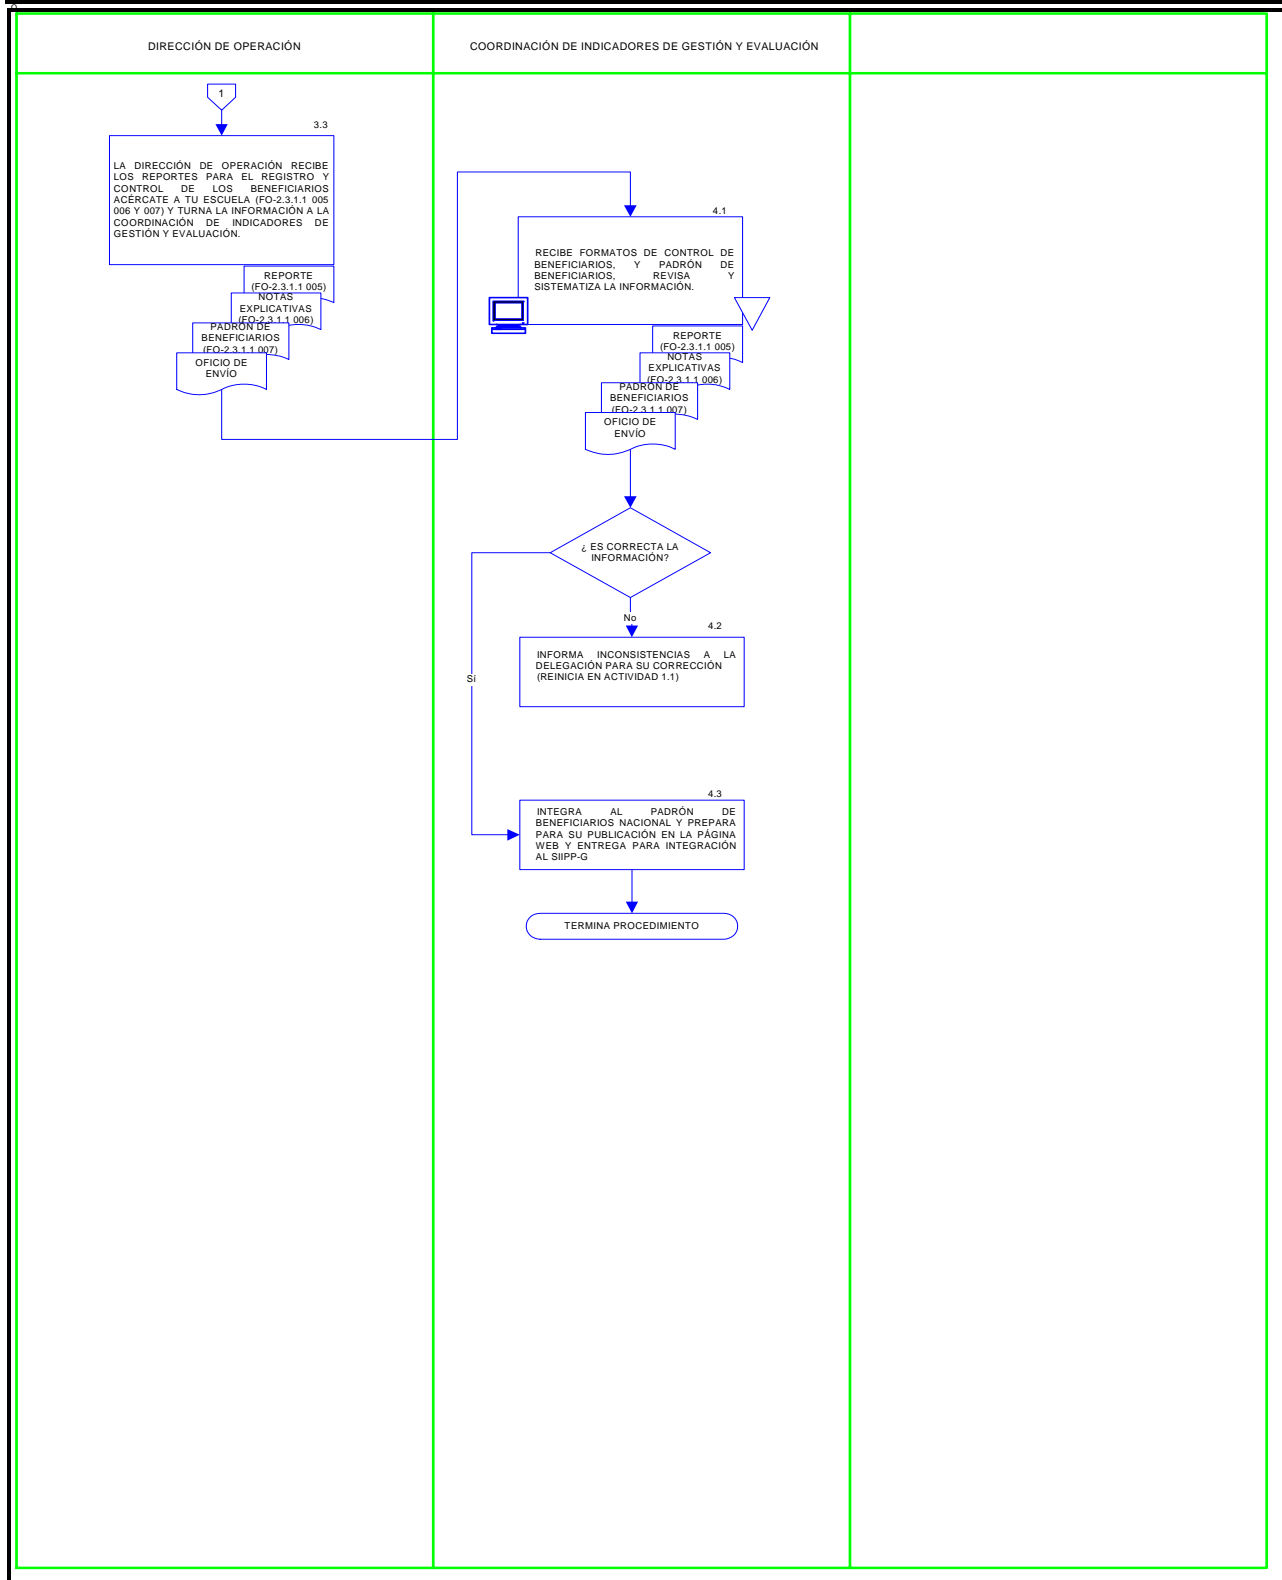 DIRECCIÓN DE OPERACIÓN
COORDINACIÓN DE INDICADORES DE GESTIÓN Y EVALUACIÓN
1
3.3
LA DIRECCIÓN DE OPERACIÓN RECIBE
LOS REPORTES PARA EL REGISTRO Y
CONTROL DE LOS BENEFICIARIOS
ACÉRCATE A TU ESCUELA (FO-2.3.1.1 005
006 Y 007) Y TURNA LA INFORMACIÓN A LA
COORDINACIÓN DE INDICADORES DE
GESTIÓN Y EVALUACIÓN.
REPORTE
(FO-2.3.1.1 005)
NOTAS
EXPLICATIVAS
(FO-2.3.1.1 006)
PADRÓN DE
BENEFICIARIOS
(FO-2.3.1.1 007)
OFICIO DE
ENVÍO
4.1
RECIBE FORMATOS DE CONTROL DE
BENEFICIARIOS, Y PADRÓN DE
BENEFICIARIOS, REVISA Y
SISTEMATIZA LA INFORMACIÓN.
REPORTE
(FO-2.3.1.1 005)
NOTAS
EXPLICATIVAS
(FO-2.3.1.1 006)
PADRÓN DE
BENEFICIARIOS
(FO-2.3.1.1 007)
OFICIO DE
ENVÍO
¿ ES CORRECTA LA
INFORMACIÓN?
No
4.2
INFORMA INCONSISTENCIAS A LA
DELEGACIÓN PARA SU CORRECCIÓN
(REINICIA EN ACTIVIDAD 1.1)
Sí
4.3
INTEGRA AL PADRÓN DE
BENEFICIARIOS NACIONAL Y PREPARA
PARA SU PUBLICACIÓN EN LA PÁGINA
WEB Y ENTREGA PARA INTEGRACIÓN
AL SIIPP-G
TERMINA PROCEDIMIENTO